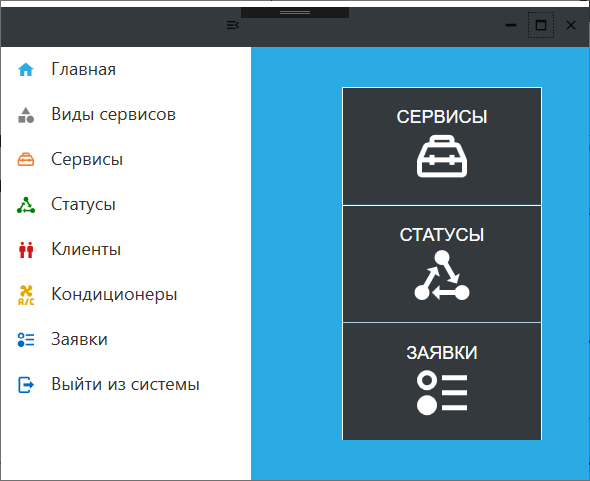 Главная
Виды сервисов
Сервисы
Статусы
Клиенты
A/C
Кондиционеры
Заявки
Выйти из системы
СЕРВИСЫ
СТАТУСЫ
ЗАЯВКИ